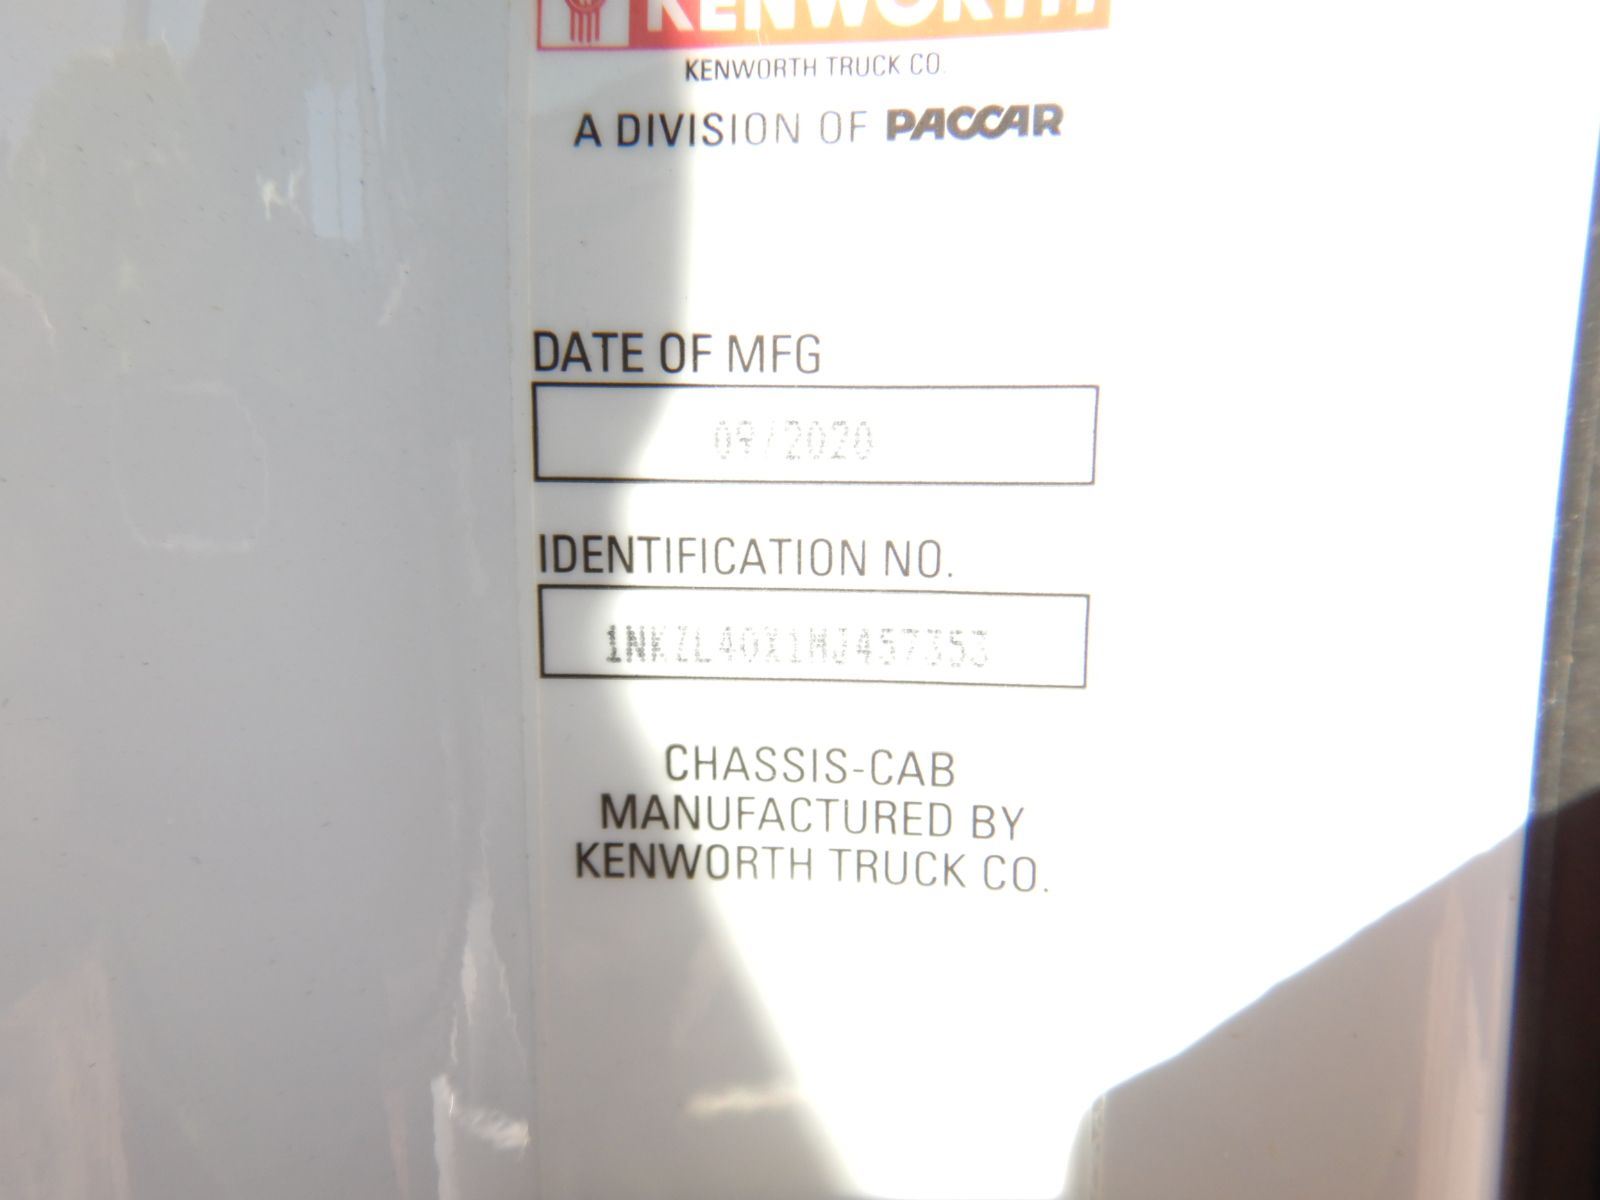 KENWORTH
KENWORTH TRUCK CO.
A DIVISION OF PACCAR
DATE OF MFG
09/2020
IDENTIFICATION NO.
1NKZL40X1MJ457353
CHASSIS-CAB
MANUFACTURED BY
KENWORTH TRUCK CO.